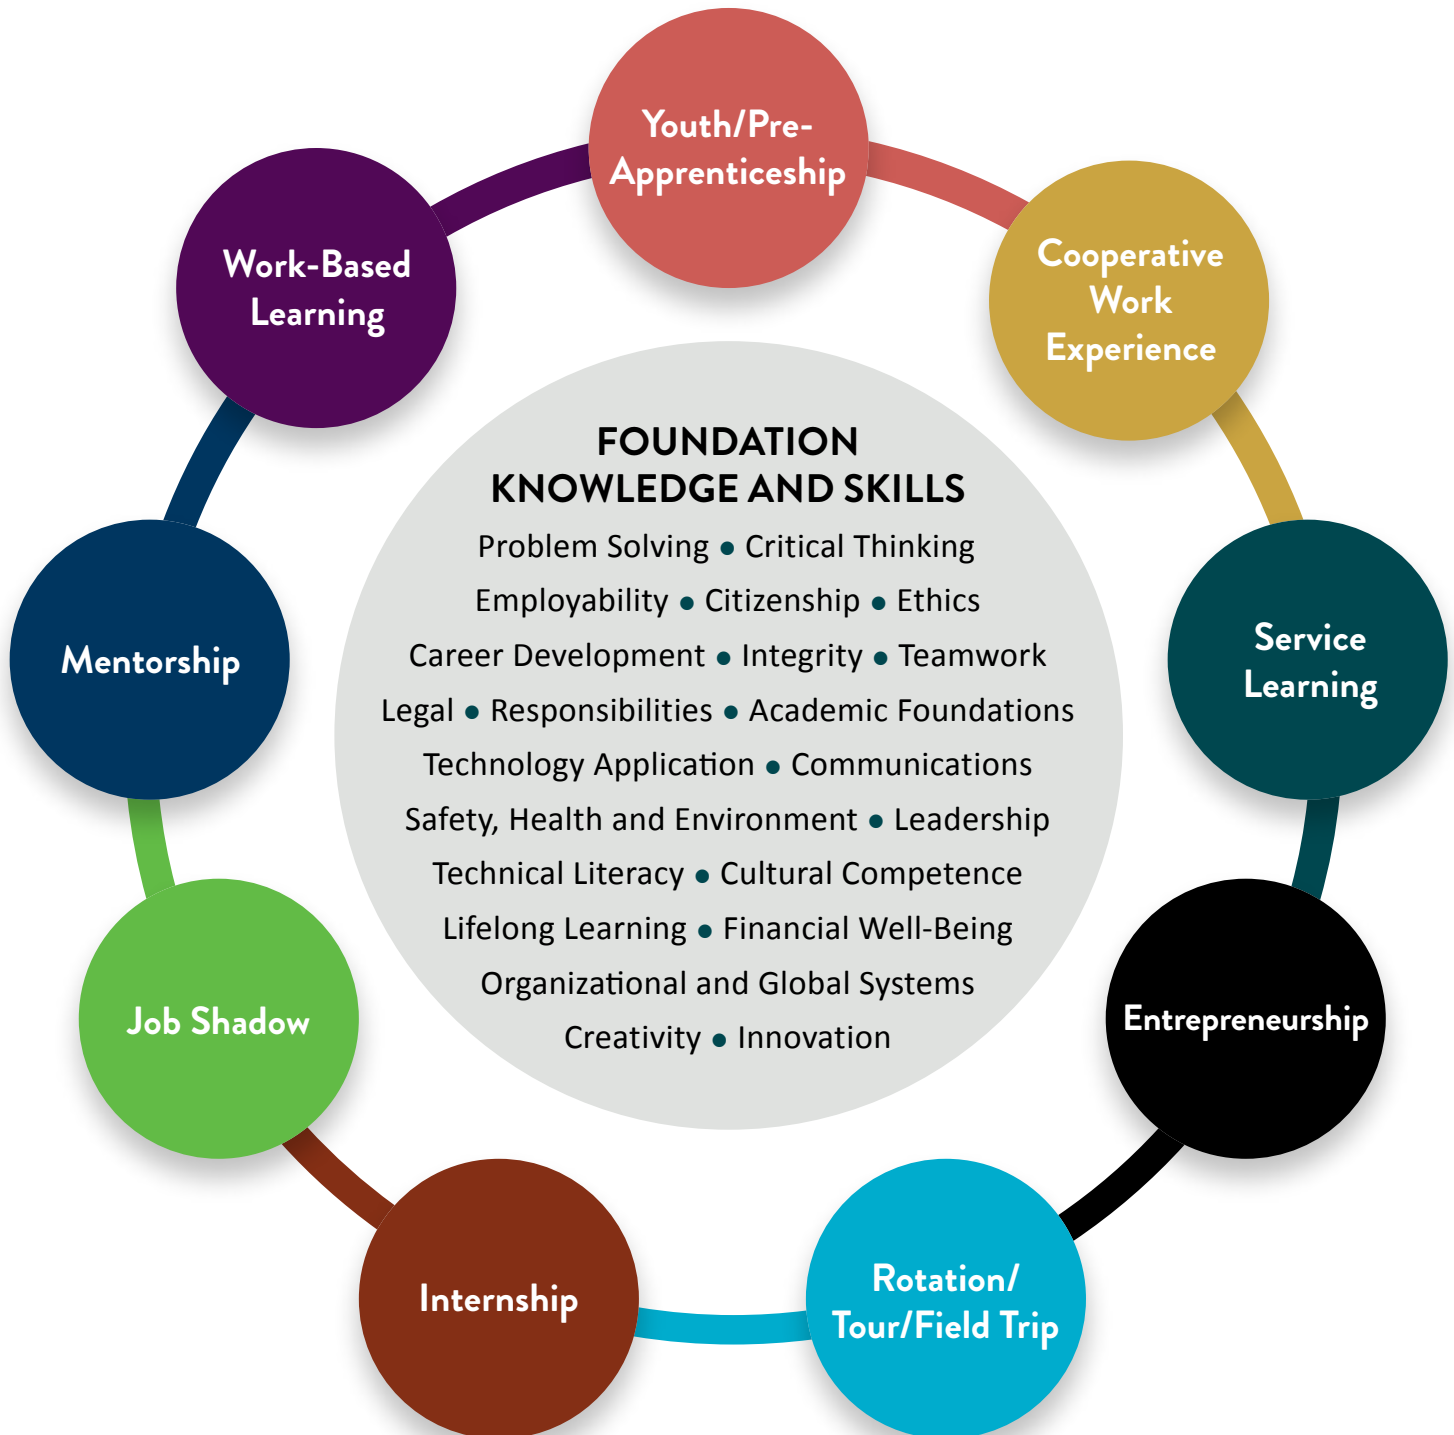 Youth/Pre-
Apprenticeship
Cooperative
Work
Experience
Service
Learning
Entrepreneurship
Rotation/
Tour/Field Trip
Internship
Job Shadow
Mentorship
Work-Based
Learning
FOUNDATION
KNOWLEDGE AND SKILLS
Problem Solving ● Critical Thinking
Employability ● Citizenship ● Ethics
Career Development ● Integrity ● Teamwork
Legal ● Responsibilities ● Academic Foundations
Technology Application ● Communications
Safety, Health and Environment ● Leadership
Technical Literacy ● Cultural Competence
Lifelong Learning ● Financial Well-Being
Organizational and Global Systems
Creativity ● Innovation